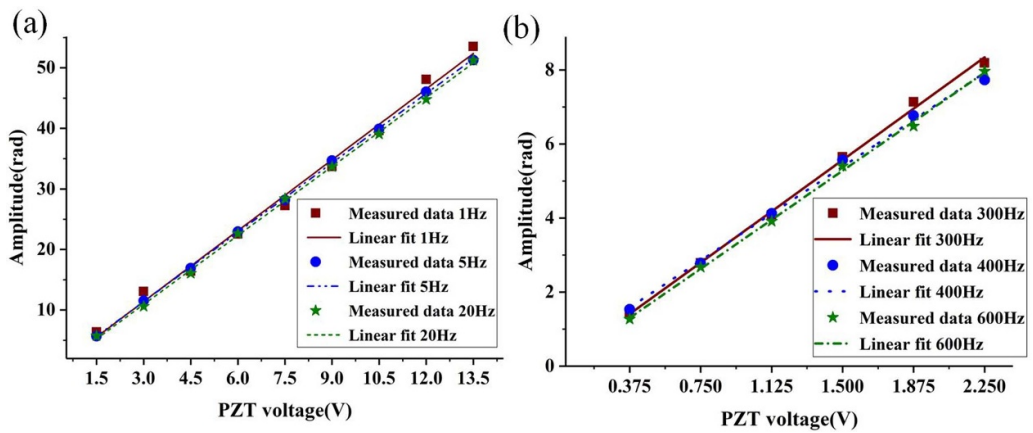 (a)
50
40
30
20
10
Amplitude(rad)
Measured data 1Hz
Linear fit 1Hz
Measured data 5Hz
Linear fit 5Hz
Measured data 20Hz
Linear fit 20Hz
1.5 3.0 4.5 6.0 7.5 9.0 10.5 12.0 13.5
PZT voltage(V)
(b)
8
6
4
2
0
Amplitude(rad)
Measured data 300Hz
Linear fit 300Hz
Measured data 400Hz
Linear fit 400Hz
Measured data 600Hz
Linear fit 600Hz
0.375 0.750 1.125 1.500 1.875 2.250
PZT voltage(V)